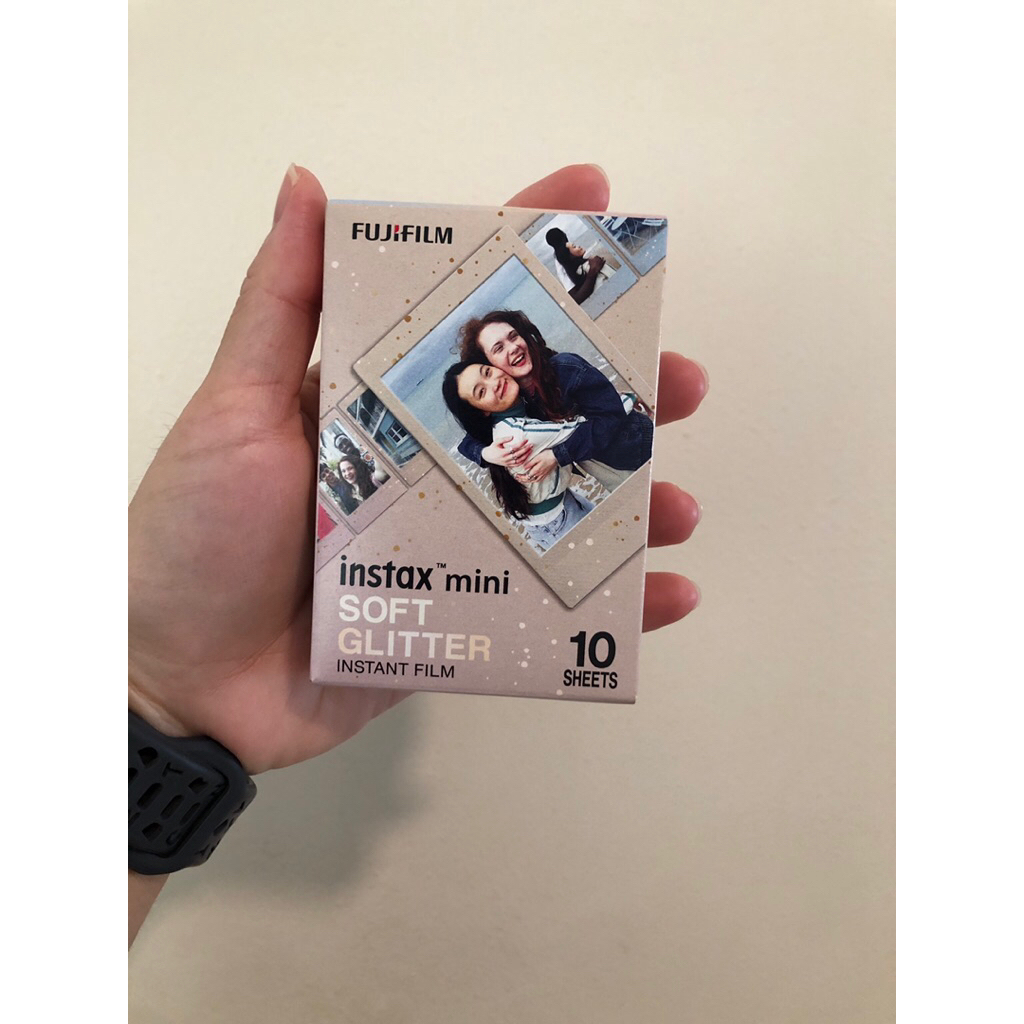 FUJIFILM
instax™ mini
SOFT
GLITTER
INSTANT FILM
10
SHEETS